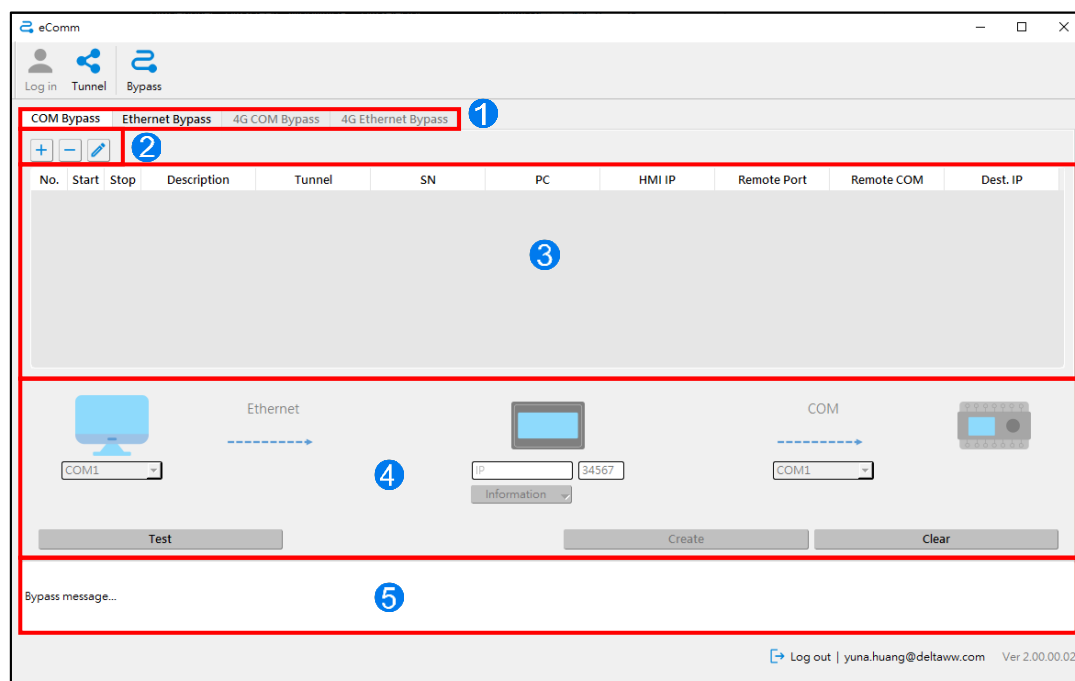 eComm
Log in Tunnel Bypass
COM Bypass Ethernet Bypass 4G COM Bypass 4G Ethernet Bypass 1
2
No. Start Stop Description Tunnel SN PC HMI IP Remote Port Remote COM Dest. IP
3
Ethernet COM
COM1 IP 34567 COM1
4
Information
Test Create Clear
Bypass message... 5
Log out | yuna.huang@deltaww.com Ver 2.00.00.02